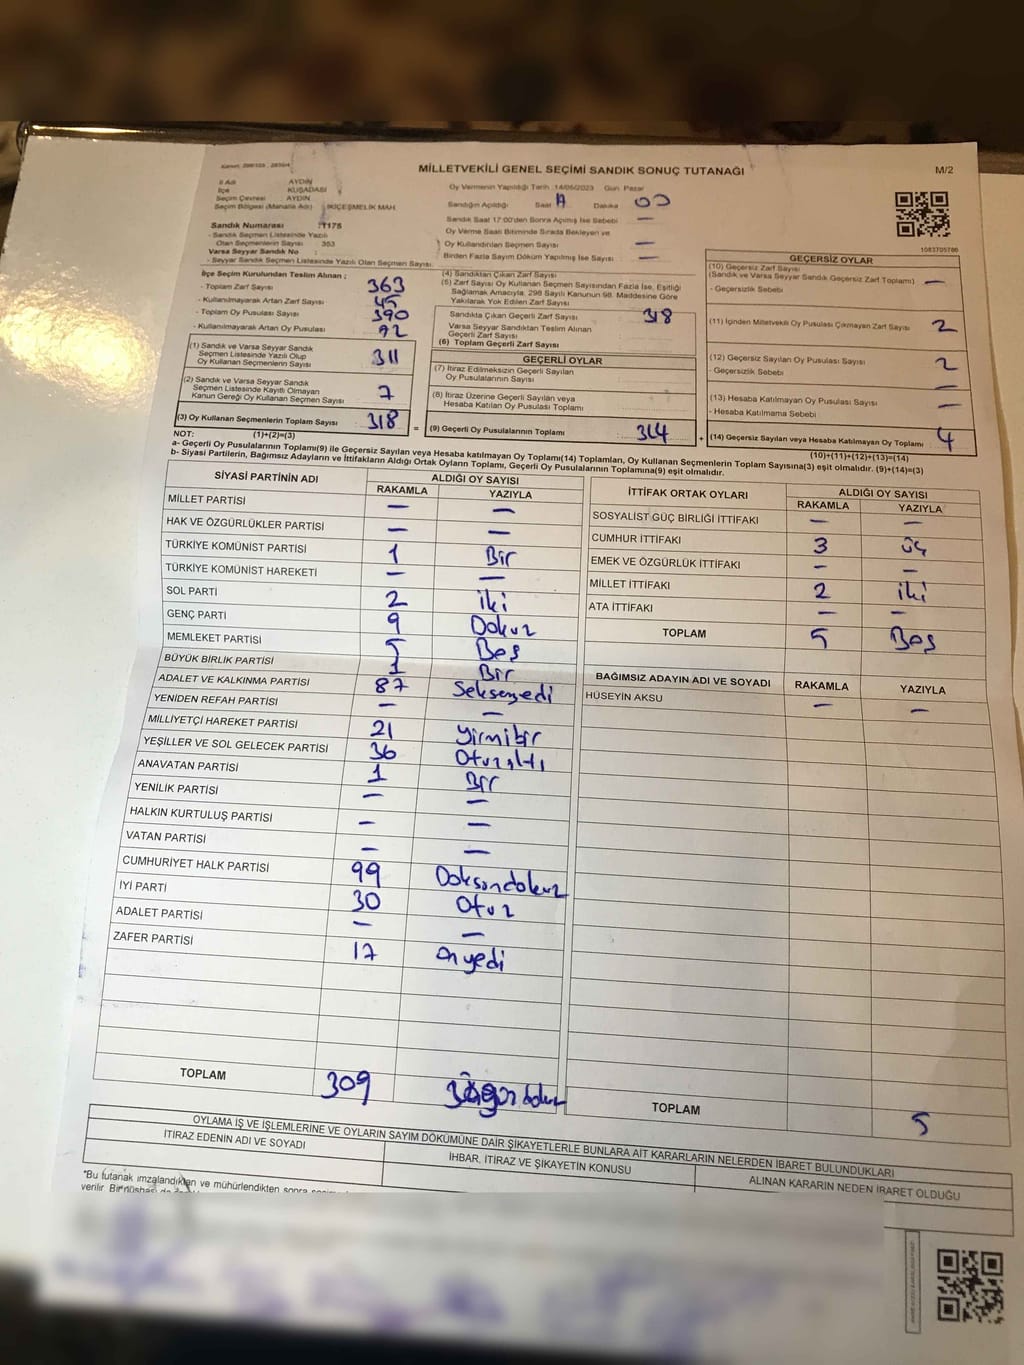 MİLLETVEKİLİ GENEL SEÇİMİ SANDIK SONUÇ TUTANAĞI
M/2
İl Adı AYDIN
İlçe KUŞADASI
Seçim Çevresi AYDIN
Seçim Bölgesi (Mahalle Adı) : İKİÇEŞMELİK MAH.
Sandık Numarası :1175
- Sandık Seçmen Listesinde Yazılı
Olan Seçmenlerin Sayısı : 353
Varsa Seyyar Sandık No :
- Seyyar Sandık Seçmen Listesinde Yazılı Olan Seçmen Sayısı:
Oy Vermenin Yapıldığı Tarih :14/05/2023 Gün: Pazar
Sandığın Açıldığı Saat Dakika 00
Sandık Saat 17:00'den Sonra Açılmış İse Sebebi —
Oy Verme Saati Bitiminde Sırada Bekleyen ve
Oy Kullandırılan Seçmen Sayısı —
Birden Fazla Sayım Döküm Yapılmış İse Sayısı —
1083705786
İlçe Seçim Kurulundan Teslim Alınan ;
- Toplam Zarf Sayısı 363
- Kullanılmayarak Artan Zarf Sayısı 45
- Toplam Oy Pusulası Sayısı 390
- Kullanılmayarak Artan Oy Pusulası 72
(1) Sandık ve Varsa Seyyar Sandık
Seçmen Listesinde Yazılı Olup
Oy Kullanan Seçmenlerin Sayısı 311
(2) Sandık ve Varsa Seyyar Sandık
Seçmen Listesinde Kayıtlı Olmayan
Kanun Gereği Oy Kullanan Seçmen Sayısı 7
(3) Oy Kullanan Seçmenlerin Toplam Sayısı 318
(4) Sandıktan Çıkan Zarf Sayısı
(5) Zarf Sayısı Oy Kullanan Seçmen Sayısından Fazla İse, Eşitliği
Sağlamak Amacıyla, 298 Sayılı Kanunun 98. Maddesine Göre
Yakılarak Yok Edilen Zarf Sayısı
Sandıkta Çıkan Geçerli Zarf Sayısı 318
Varsa Seyyar Sandıktan Teslim Alınan
Geçerli Zarf Sayısı
(6) Toplam Geçerli Zarf Sayısı
GEÇERLİ OYLAR
(7) İtiraz Edilmeksizin Geçerli Sayılan
Oy Pusulalarının Sayısı
(8) İtiraz Üzerine Geçerli Sayılan veya
Hesaba Katılan Oy Pusulası Toplamı
= (9) Geçerli Oy Pusulalarının Toplamı 314
GEÇERSİZ OYLAR
(10) Geçersiz Zarf Sayısı
(Sandık ve Varsa Seyyar Sandık Geçersiz Zarf Toplamı) —
- Geçersizlik Sebebi
(11) İçinden Milletvekili Oy Pusulası Çıkmayan Zarf Sayısı 2
(12) Geçersiz Sayılan Oy Pusulası Sayısı 2
- Geçersizlik Sebebi —
(13) Hesaba Katılmayan Oy Pusulası Sayısı —
- Hesaba Katılmama Sebebi
+ (14) Geçersiz Sayılan veya Hesaba Katılmayan Oy Toplamı 4
NOT: (1)+(2)=(3)
(10)+(11)+(12)+(13)=(14)
a- Geçerli Oy Pusulalarının Toplamı(9) ile Geçersiz Sayılan veya Hesaba Katılmayan Oy Toplamı(14) Toplamları, Oy Kullanan Seçmenlerin Toplam Sayısına(3) eşit olmalıdır.
b- Siyasi Partilerin, Bağımsız Adayların ve İttifakların Aldığı Ortak Oyların Toplamı, Geçerli Oy Pusulalarının Toplamına(9) eşit olmalıdır. (9)+(14)=(3)
SİYASİ PARTİNİN ADI ALDIĞI OY SAYISI
RAKAMLA YAZIYLA
MİLLET PARTİSİ — —
HAK VE ÖZGÜRLÜKLER PARTİSİ — —
TÜRKİYE KOMÜNİST PARTİSİ 1 Bir
TÜRKİYE KOMÜNİST HAREKETİ — —
SOL PARTİ 2 iki
GENÇ PARTİ 9 Dokuz
MEMLEKET PARTİSİ 5 Beş
BÜYÜK BİRLİK PARTİSİ 1 Bir
ADALET VE KALKINMA PARTİSİ 87 Seksenyedi
YENİDEN REFAH PARTİSİ — —
MİLLİYETÇİ HAREKET PARTİSİ 21 yirmibir
YEŞİLLER VE SOL GELECEK PARTİSİ 36 Otuzaltı
ANAVATAN PARTİSİ 1 Bir
YENİLİK PARTİSİ — —
HALKIN KURTULUŞ PARTİSİ — —
VATAN PARTİSİ — —
CUMHURİYET HALK PARTİSİ 99 Doksandokuz
İYİ PARTİ 30 Otuz
ADALET PARTİSİ — —
ZAFER PARTİSİ 17 onyedi
TOPLAM 309
İTTİFAK ORTAK OYLARI ALDIĞI OY SAYISI
RAKAMLA YAZIYLA
SOSYALİST GÜÇ BİRLİĞİ İTTİFAKI — —
CUMHUR İTTİFAKI 3 üç
EMEK VE ÖZGÜRLÜK İTTİFAKI — —
MİLLET İTTİFAKI 2 iki
ATA İTTİFAKI — —
TOPLAM 5 Beş
BAĞIMSIZ ADAYIN ADI VE SOYADI RAKAMLA YAZIYLA
HÜSEYİN AKSU — —
TOPLAM 5
OYLAMA İŞ VE İŞLEMLERİNE VE OYLARIN SAYIM DÖKÜMÜNE DAİR ŞİKAYETLERLE BUNLARA AİT KARARLARIN NELERDEN İBARET BULUNDUKLARI
İTİRAZ EDENİN ADI VE SOYADI İHBAR, İTİRAZ VE ŞİKAYETİN KONUSU ALINAN KARARIN NEDEN İBARET OLDUĞU
*Bu tutanak imzalandıktan ve mühürlendikten sonra
verilir. Bir nüshası